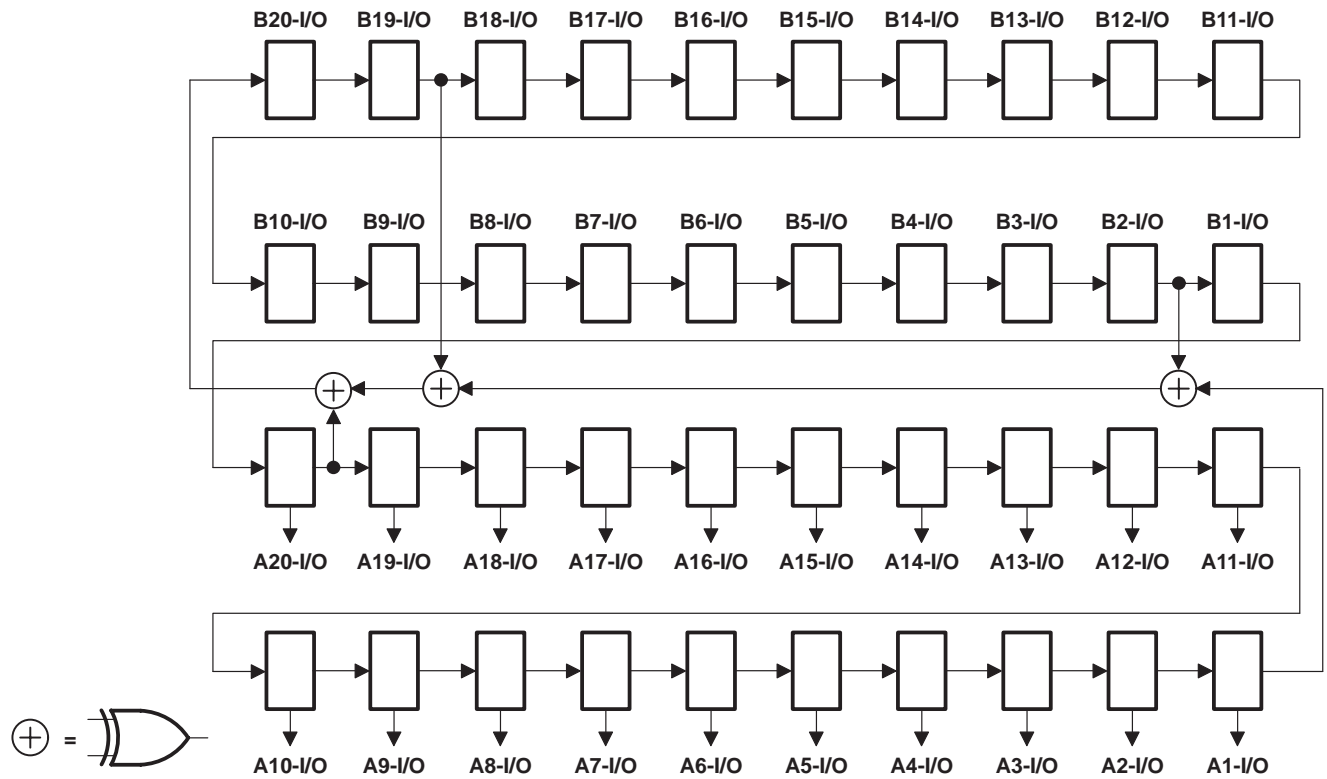 B20-I/O B19-I/O B18-I/O B17-I/O B16-I/O B15-I/O B14-I/O B13-I/O B12-I/O B11-I/O
B10-I/O B9-I/O B8-I/O B7-I/O B6-I/O B5-I/O B4-I/O B3-I/O B2-I/O B1-I/O
A20-I/O A19-I/O A18-I/O A17-I/O A16-I/O A15-I/O A14-I/O A13-I/O A12-I/O A11-I/O
=
A10-I/O A9-I/O A8-I/O A7-I/O A6-I/O A5-I/O A4-I/O A3-I/O A2-I/O A1-I/O